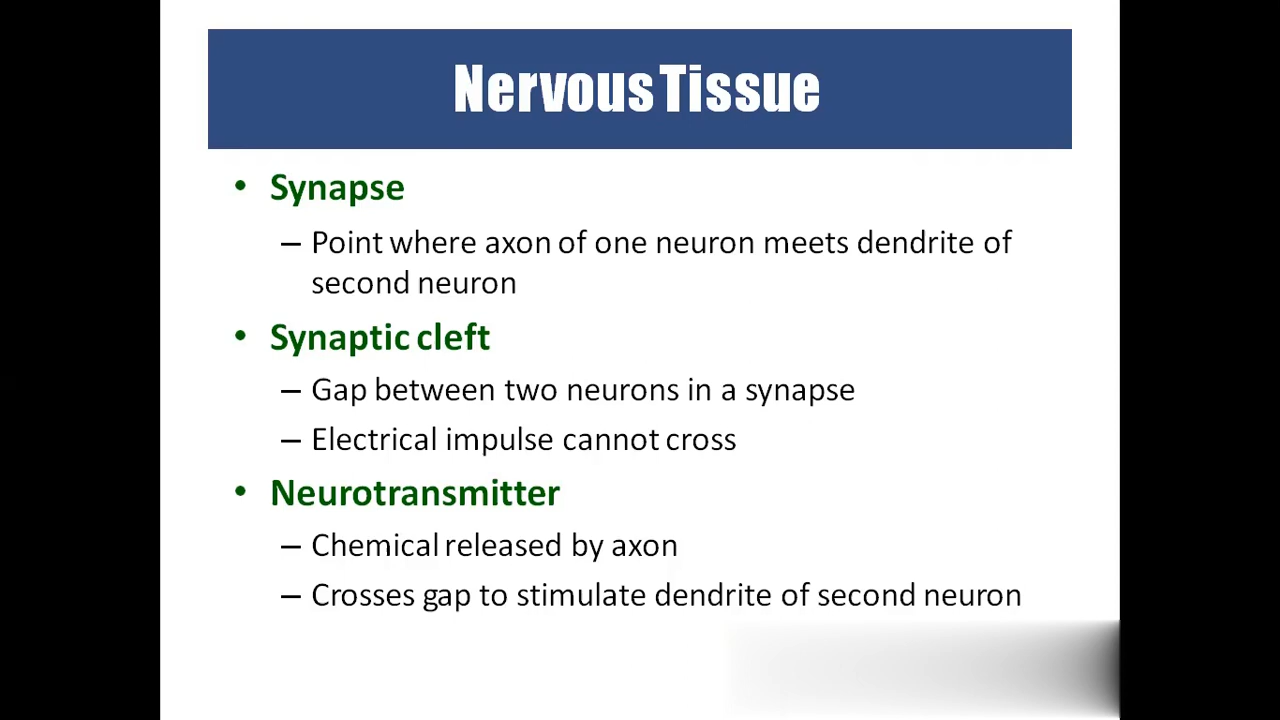 Nervous Tissue
• Synapse
– Point where axon of one neuron meets dendrite of
second neuron
• Synaptic cleft
– Gap between two neurons in a synapse
– Electrical impulse cannot cross
• Neurotransmitter
– Chemical released by axon
– Crosses gap to stimulate dendrite of second neuron